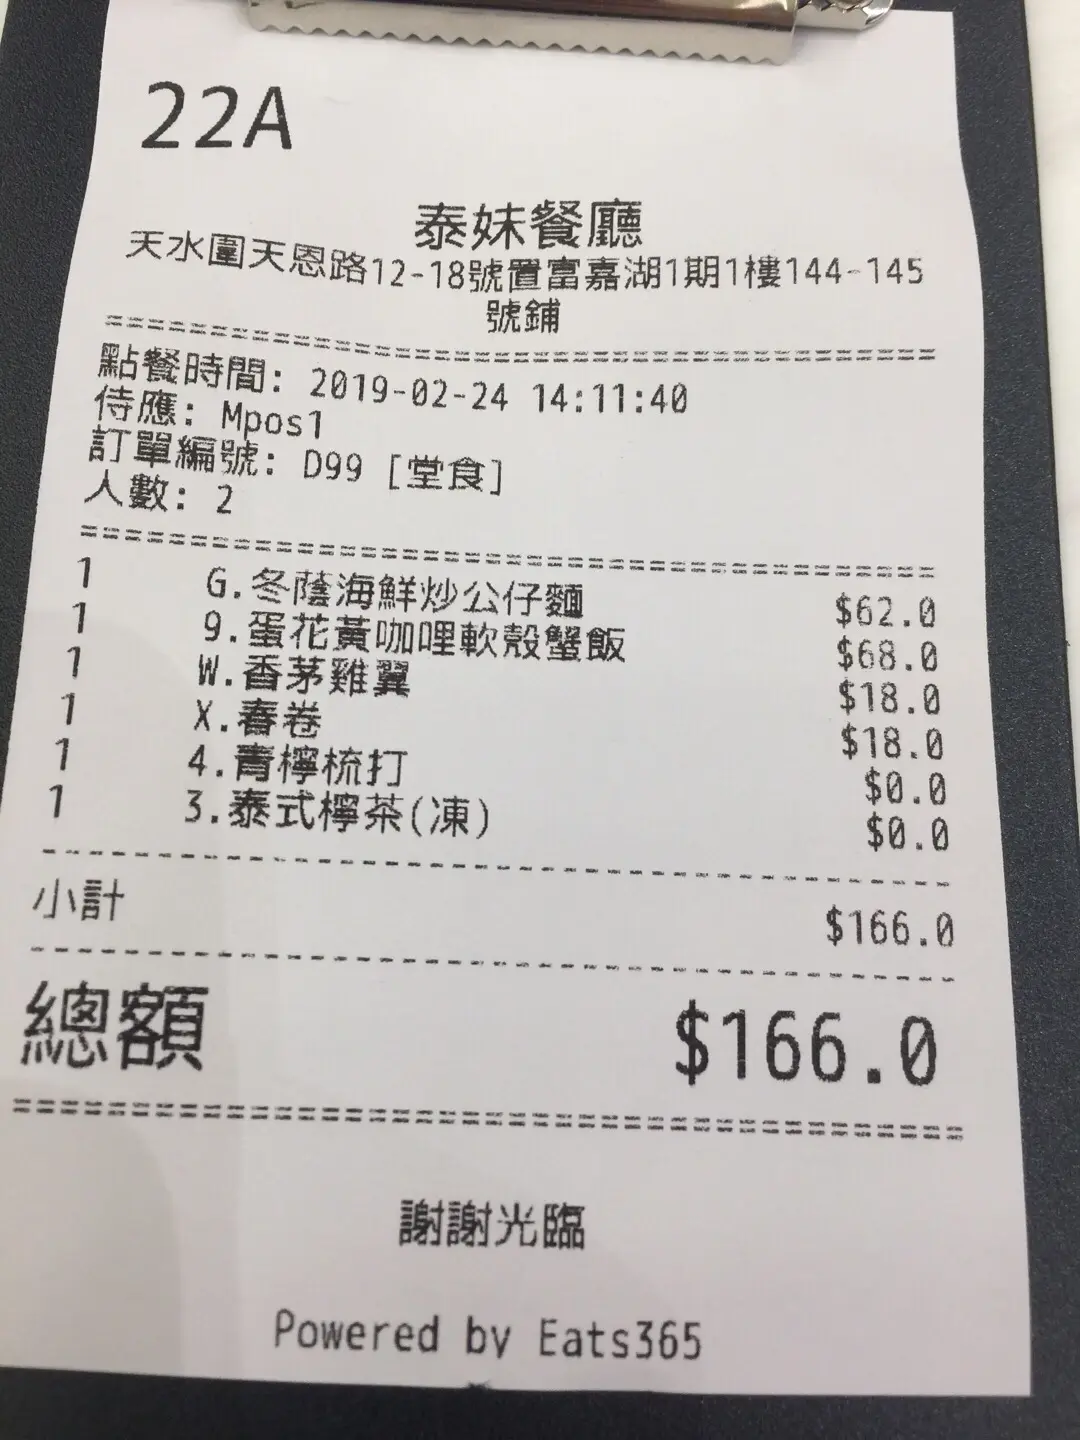 22A
泰妹餐廳
天水圍天恩路12-18號置富嘉湖1期1樓144-145
號鋪
點餐時間: 2019-02-24 14:11:40
侍應: Mpos1
訂單編號: D99 [堂食]
人數: 2
1 G.冬蔭海鮮炒公仔麵 $62.0
1 9.蛋花黃咖哩軟殼蟹飯 $68.0
1 W.香茅雞翼 $18.0
1 X.春卷 $18.0
1 4.青檸梳打 $0.0
1 3.泰式檸茶(凍) $0.0
小計 $166.0
總額 $166.0
謝謝光臨
Powered by Eats365